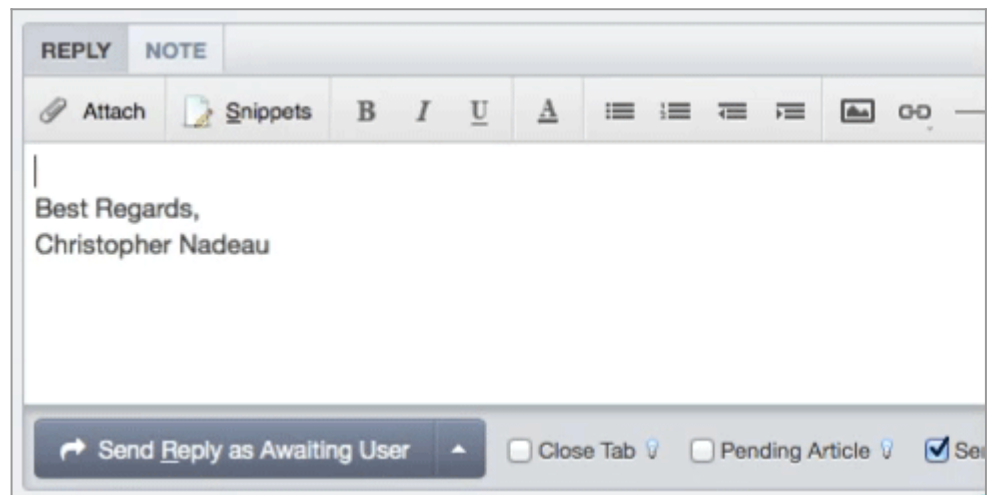 REPLY NOTE
Attach Snippets B I U A
Best Regards,
Christopher Nadeau
Send Reply as Awaiting User Close Tab Pending Article